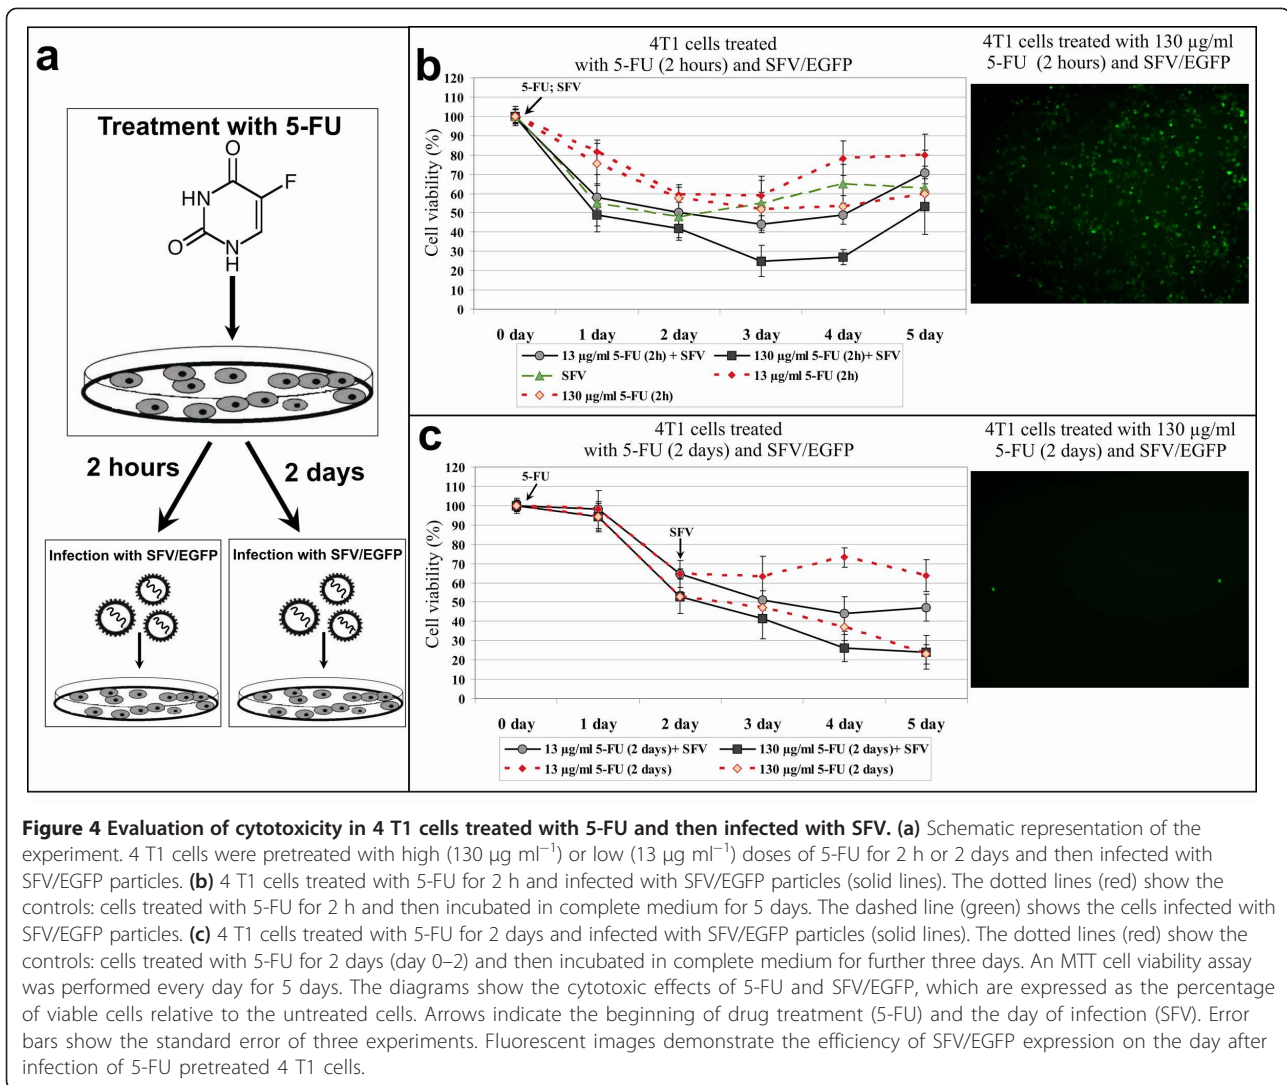 a
Treatment with 5-FU
O
HN
F
O
N
H
2 hours
2 days
Infection with SFV/EGFP
Infection with SFV/EGFP
b
4T1 cells treated
with 5-FU (2 hours) and SFV/EGFP
Cell viability (%)
120
110
100
90
80
70
60
50
40
30
20
10
0
5-FU; SFV
0 day 1 day 2 day 3 day 4 day 5 day
13 µg/ml 5-FU (2h) + SFV
130 µg/ml 5-FU (2h)+ SFV
SFV
13 µg/ml 5-FU (2h)
130 µg/ml 5-FU (2h)
4T1 cells treated with 130 µg/ml
5-FU (2 hours) and SFV/EGFP
c
4T1 cells treated
with 5-FU (2 days) and SFV/EGFP
Cell viability (%)
120
110
100
90
80
70
60
50
40
30
20
10
0
5-FU
SFV
0 day 1 day 2 day 3 day 4 day 5 day
13 µg/ml 5-FU (2 days)+ SFV
130 µg/ml 5-FU (2 days)+ SFV
13 µg/ml 5-FU (2 days)
130 µg/ml 5-FU (2 days)
4T1 cells treated with 130 µg/ml
5-FU (2 days) and SFV/EGFP
Figure 4 Evaluation of cytotoxicity in 4 T1 cells treated with 5-FU and then infected with SFV. (a) Schematic representation of the
experiment. 4 T1 cells were pretreated with high (130 μg ml⁻¹) or low (13 μg ml⁻¹) doses of 5-FU for 2 h or 2 days and then infected with
SFV/EGFP particles. (b) 4 T1 cells treated with 5-FU for 2 h and infected with SFV/EGFP particles (solid lines). The dotted lines (red) show the
controls: cells treated with 5-FU for 2 h and then incubated in complete medium for 5 days. The dashed line (green) shows the cells infected with
SFV/EGFP particles. (c) 4 T1 cells treated with 5-FU for 2 days and infected with SFV/EGFP particles (solid lines). The dotted lines (red) show the
controls: cells treated with 5-FU for 2 days (day 0–2) and then incubated in complete medium for further three days. An MTT cell viability assay
was performed every day for 5 days. The diagrams show the cytotoxic effects of 5-FU and SFV/EGFP, which are expressed as the percentage
of viable cells relative to the untreated cells. Arrows indicate the beginning of drug treatment (5-FU) and the day of infection (SFV). Error
bars show the standard error of three experiments. Fluorescent images demonstrate the efficiency of SFV/EGFP expression on the day after
infection of 5-FU pretreated 4 T1 cells.